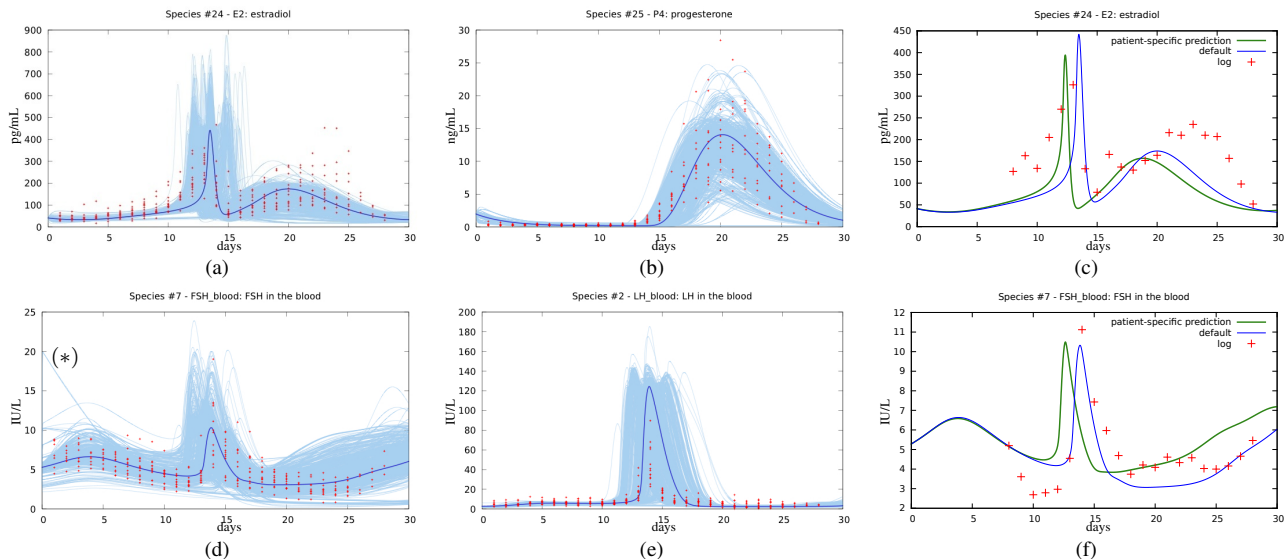 Species #24 - E2: estradiol
900
800
700
600
500
400
300
200
100
0
pg/mL
0 5 10 15 20 25 30
days
(a)
Species #25 - P4: progesterone
30
25
20
15
10
5
0
ng/mL
0 5 10 15 20 25 30
days
(b)
Species #24 - E2: estradiol
450
400
350
300
250
200
150
100
50
0
pg/mL
patient-specific prediction
default
log
0 5 10 15 20 25 30
days
(c)
Species #7 - FSH_blood: FSH in the blood
25
20
15
10
5
0
IU/L
(*)
0 5 10 15 20 25 30
days
(d)
Species #2 - LH_blood: LH in the blood
200
180
160
140
120
100
80
60
40
20
0
IU/L
0 5 10 15 20 25 30
days
(e)
Species #7 - FSH_blood: FSH in the blood
12
11
10
9
8
7
6
5
4
3
2
1
IU/L
patient-specific prediction
default
log
0 5 10 15 20 25 30
days
(f)